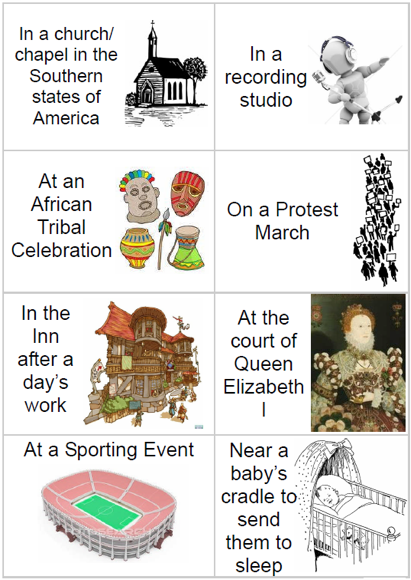 In a church/
chapel in the
Southern
states of
America
In a
recording
studio
At an
African
Tribal
Celebration
On a Protest
March
In the
Inn
after a
day's
work
At the
court of
Queen
Elizabeth
I
At a Sporting Event
Near a
baby's
cradle to
send
them to
sleep